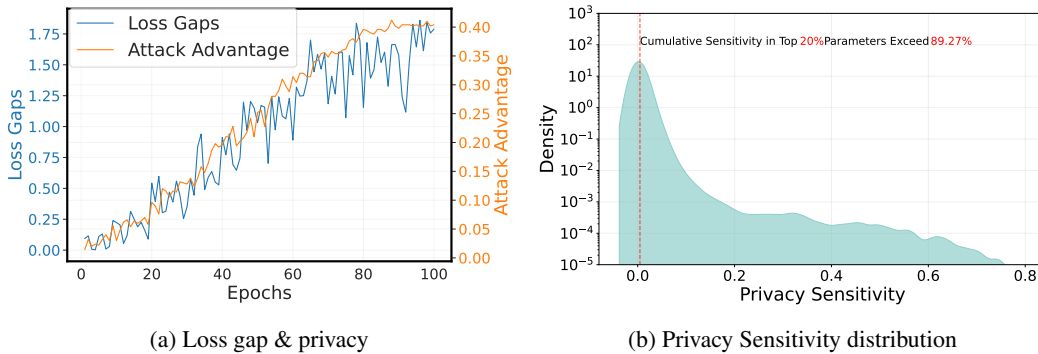 Loss Gaps
Attack Advantage
Loss Gaps
1.75
1.50
1.25
1.00
0.75
0.50
0.25
0.00
0.40
0.35
0.30
0.25
0.20
0.15
0.10
0.05
0.00
Attack Advantage
0 20 40 60 80 100
Epochs
(a) Loss gap & privacy
Density
10^3
10^2
10^1
10^0
10^-1
10^-2
10^-3
10^-4
10^-5
Cumulative Sensitivity in Top 20%Parameters Exceed 89.27%
0.0 0.2 0.4 0.6 0.8
Privacy Sensitivity
(b) Privacy Sensitivity distribution